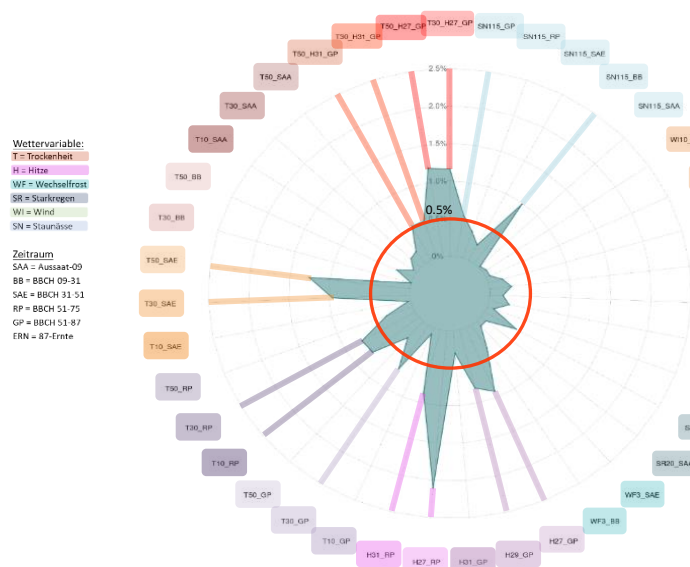 T30_H31_GP
T50_H27_GP
T30_H27_GP
SN115_GP
SN115_RP
SN115_SAE
SN115_BB
SN115_SAA
WI10_
T50_H31_GP
T50_SAA
T30_SAA
T10_SAA
T50_BB
T30_BB
T50_SAE
T30_SAE
T10_SAE
T50_RP
T30_RP
T10_RP
T50_GP
T30_GP
T10_GP
H31_RP
H27_RP
H31_GP
H29_GP
H27_GP
WF3_BB
WF3_SAE
SR20_SAA
2.5%
2.0%
1.5%
1.0%
0.5%
0%
Wettervariable:
T = Trockenheit
H = Hitze
WF = Wechselfrost
SR = Starkregen
WI = Wind
SN = Staunässe
Zeitraum
SAA = Aussaat-09
BB = BBCH 09-31
SAE = BBCH 31-51
RP = BBCH 51-75
GP = BBCH 51-87
ERN = 87-Ernte